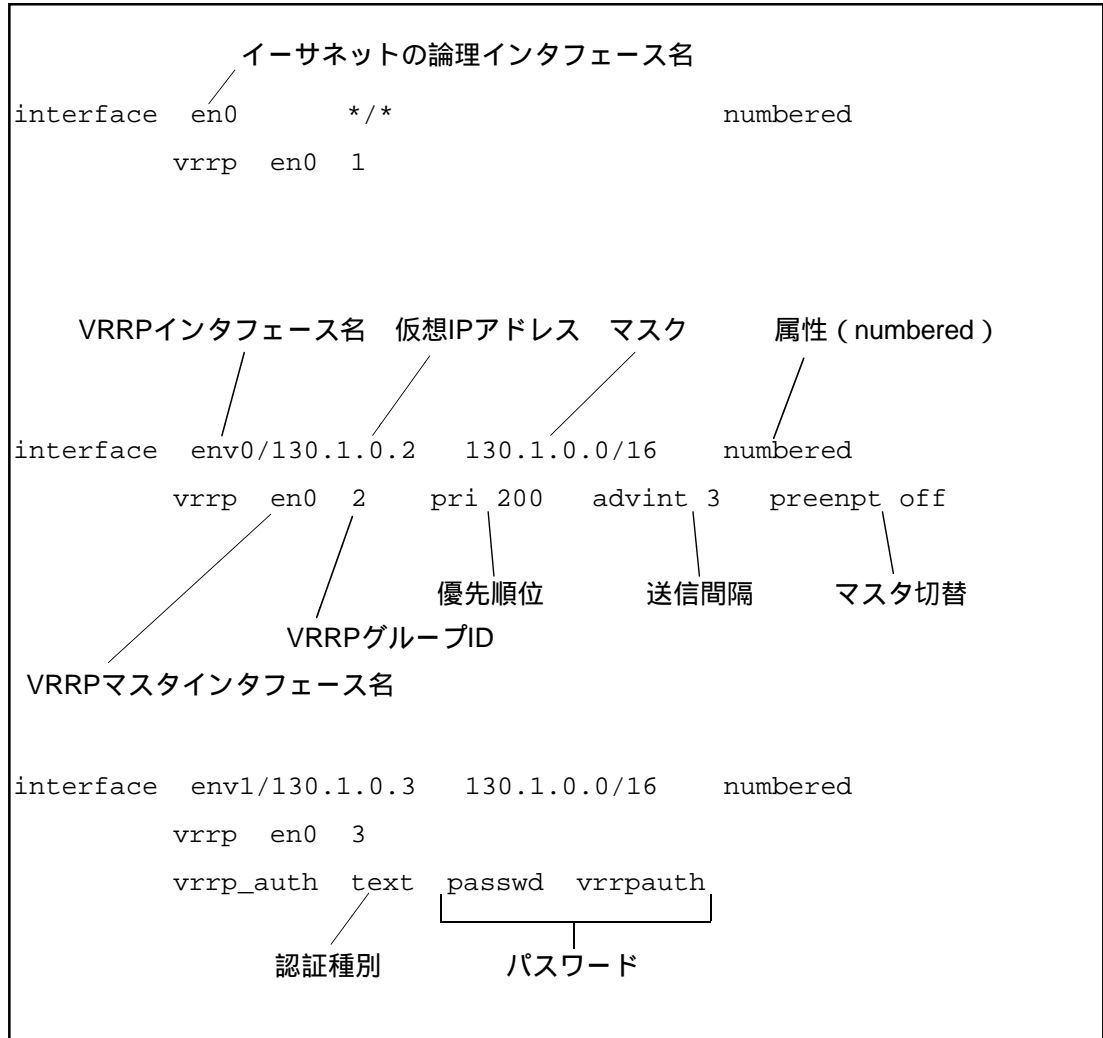 イーサネットの論理インタフェース名
interface en0 */* numbered
vrrp en0 1
VRRPインタフェース名 仮想IPアドレス マスク 属性（numbered）
interface env0/130.1.0.2 130.1.0.0/16 numbered
vrrp en0 2 pri 200 advint 3 preenpt off
優先順位 送信間隔 マスタ切替
VRRPグループID
VRRPマスタインタフェース名
interface env1/130.1.0.3 130.1.0.0/16 numbered
vrrp en0 3
vrrp_auth text passwd vrrpauth
認証種別 パスワード